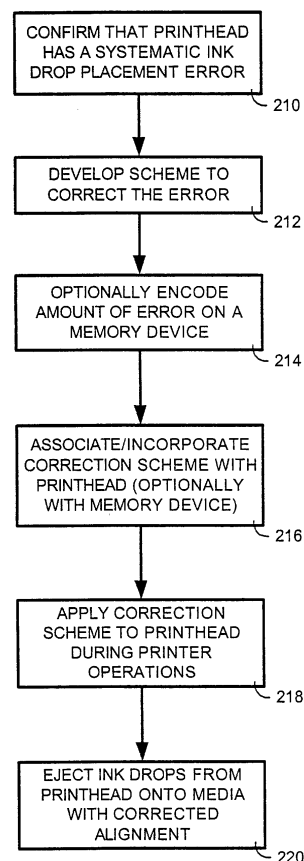 CONFIRM THAT PRINTHEAD
HAS A SYSTEMATIC INK
DROP PLACEMENT ERROR
210
DEVELOP SCHEME TO
CORRECT THE ERROR
212
OPTIONALLY ENCODE
AMOUNT OF ERROR ON A
MEMORY DEVICE
214
ASSOCIATE/INCORPORATE
CORRECTION SCHEME WITH
PRINTHEAD (OPTIONALLY
WITH MEMORY DEVICE)
216
APPLY CORRECTION
SCHEME TO PRINTHEAD
DURING PRINTER
OPERATIONS
218
EJECT INK DROPS FROM
PRINTHEAD ONTO MEDIA
WITH CORRECTED
ALIGNMENT
220